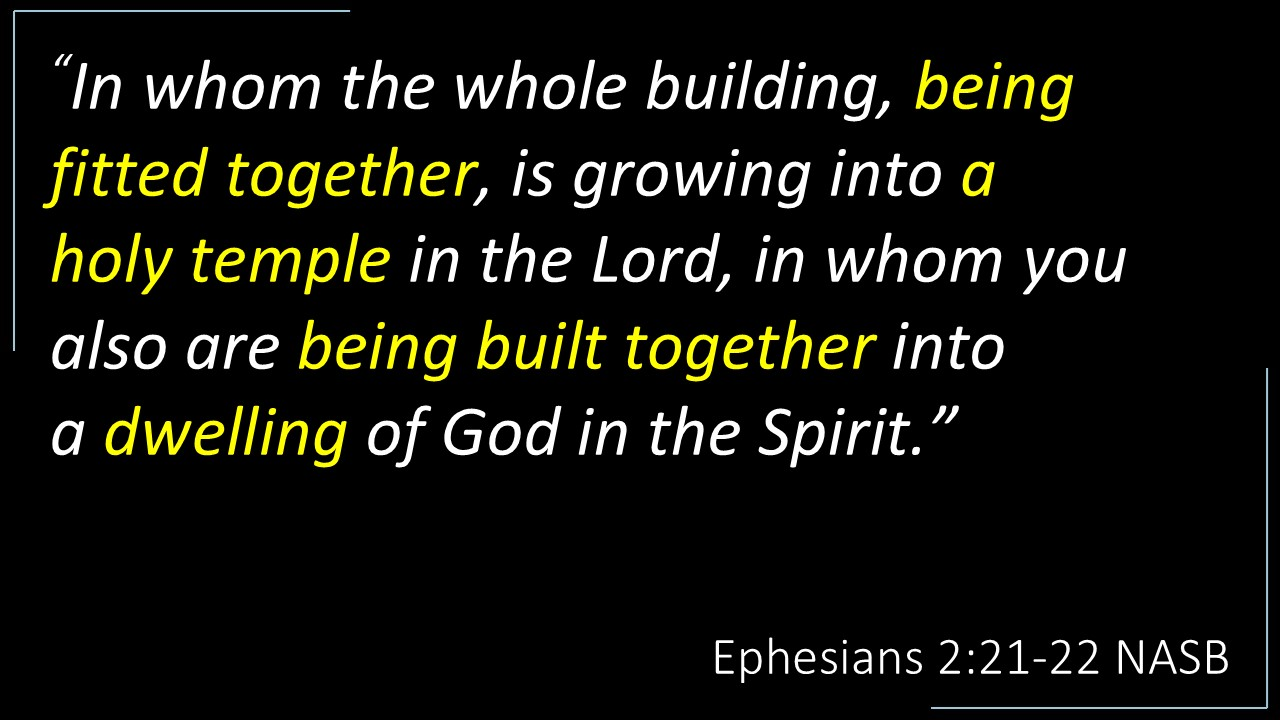 “In whom the whole building, being
fitted together, is growing into a
holy temple in the Lord, in whom you
also are being built together into
a dwelling of God in the Spirit.”
Ephesians 2:21-22 NASB